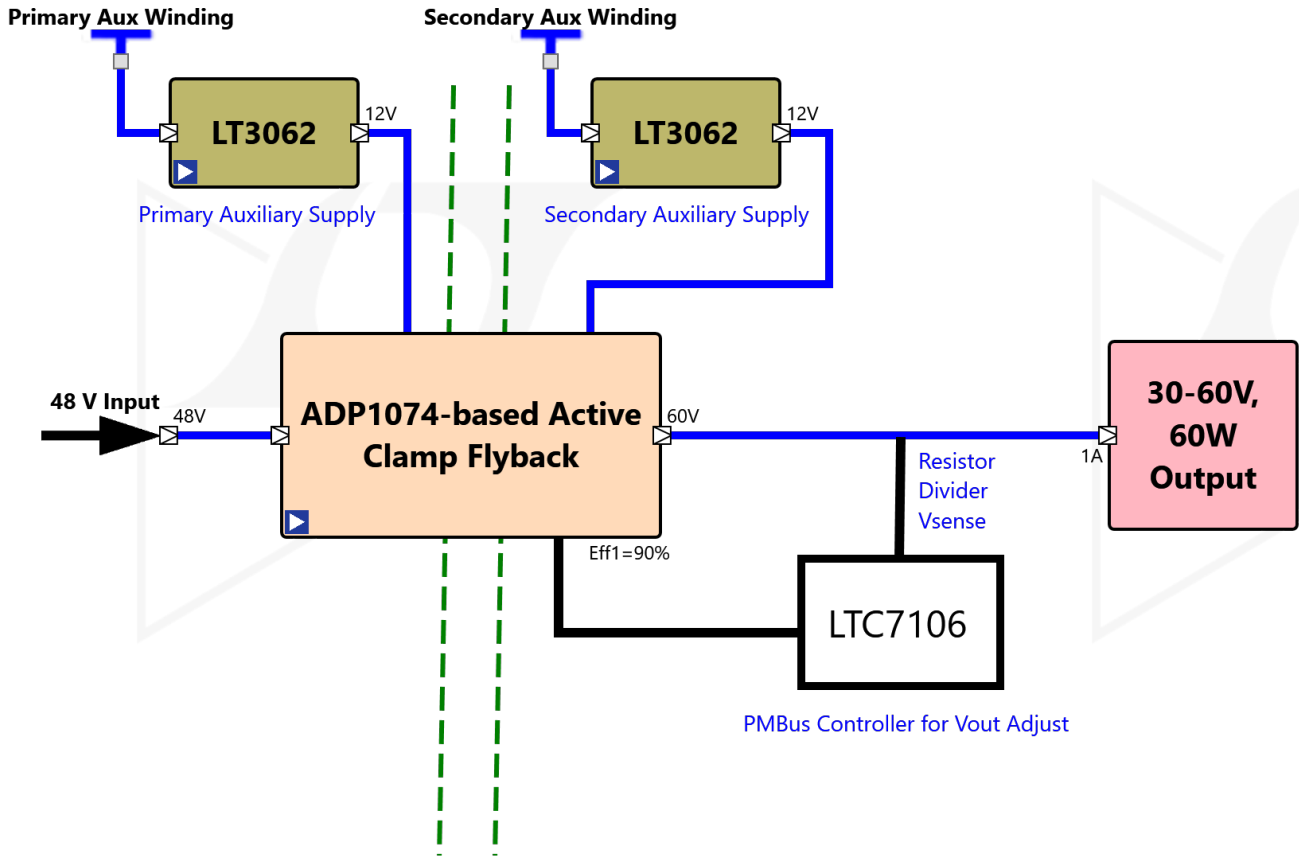 Primary Aux Winding
Secondary Aux Winding
LT3062
12V
LT3062
12V
Primary Auxiliary Supply
Secondary Auxiliary Supply
48 V Input
48V
ADP1074-based Active
Clamp Flyback
60V
30-60V,
60W
Output
1A
Resistor
Divider
Vsense
Eff1=90%
LTC7106
PMBus Controller for Vout Adjust